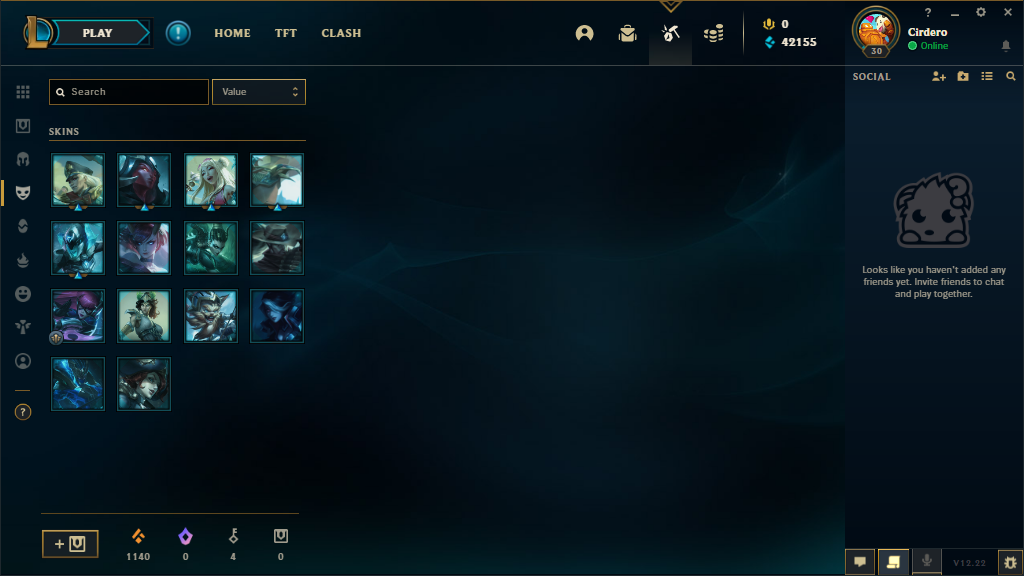 PLAY
HOME
TFT
CLASH
0
42155
30
Cirdero
Online
SOCIAL
Search
Value
SKINS
Looks like you haven't added any
friends yet. Invite friends to chat
and play together.
1140
0
4
0
V12.22